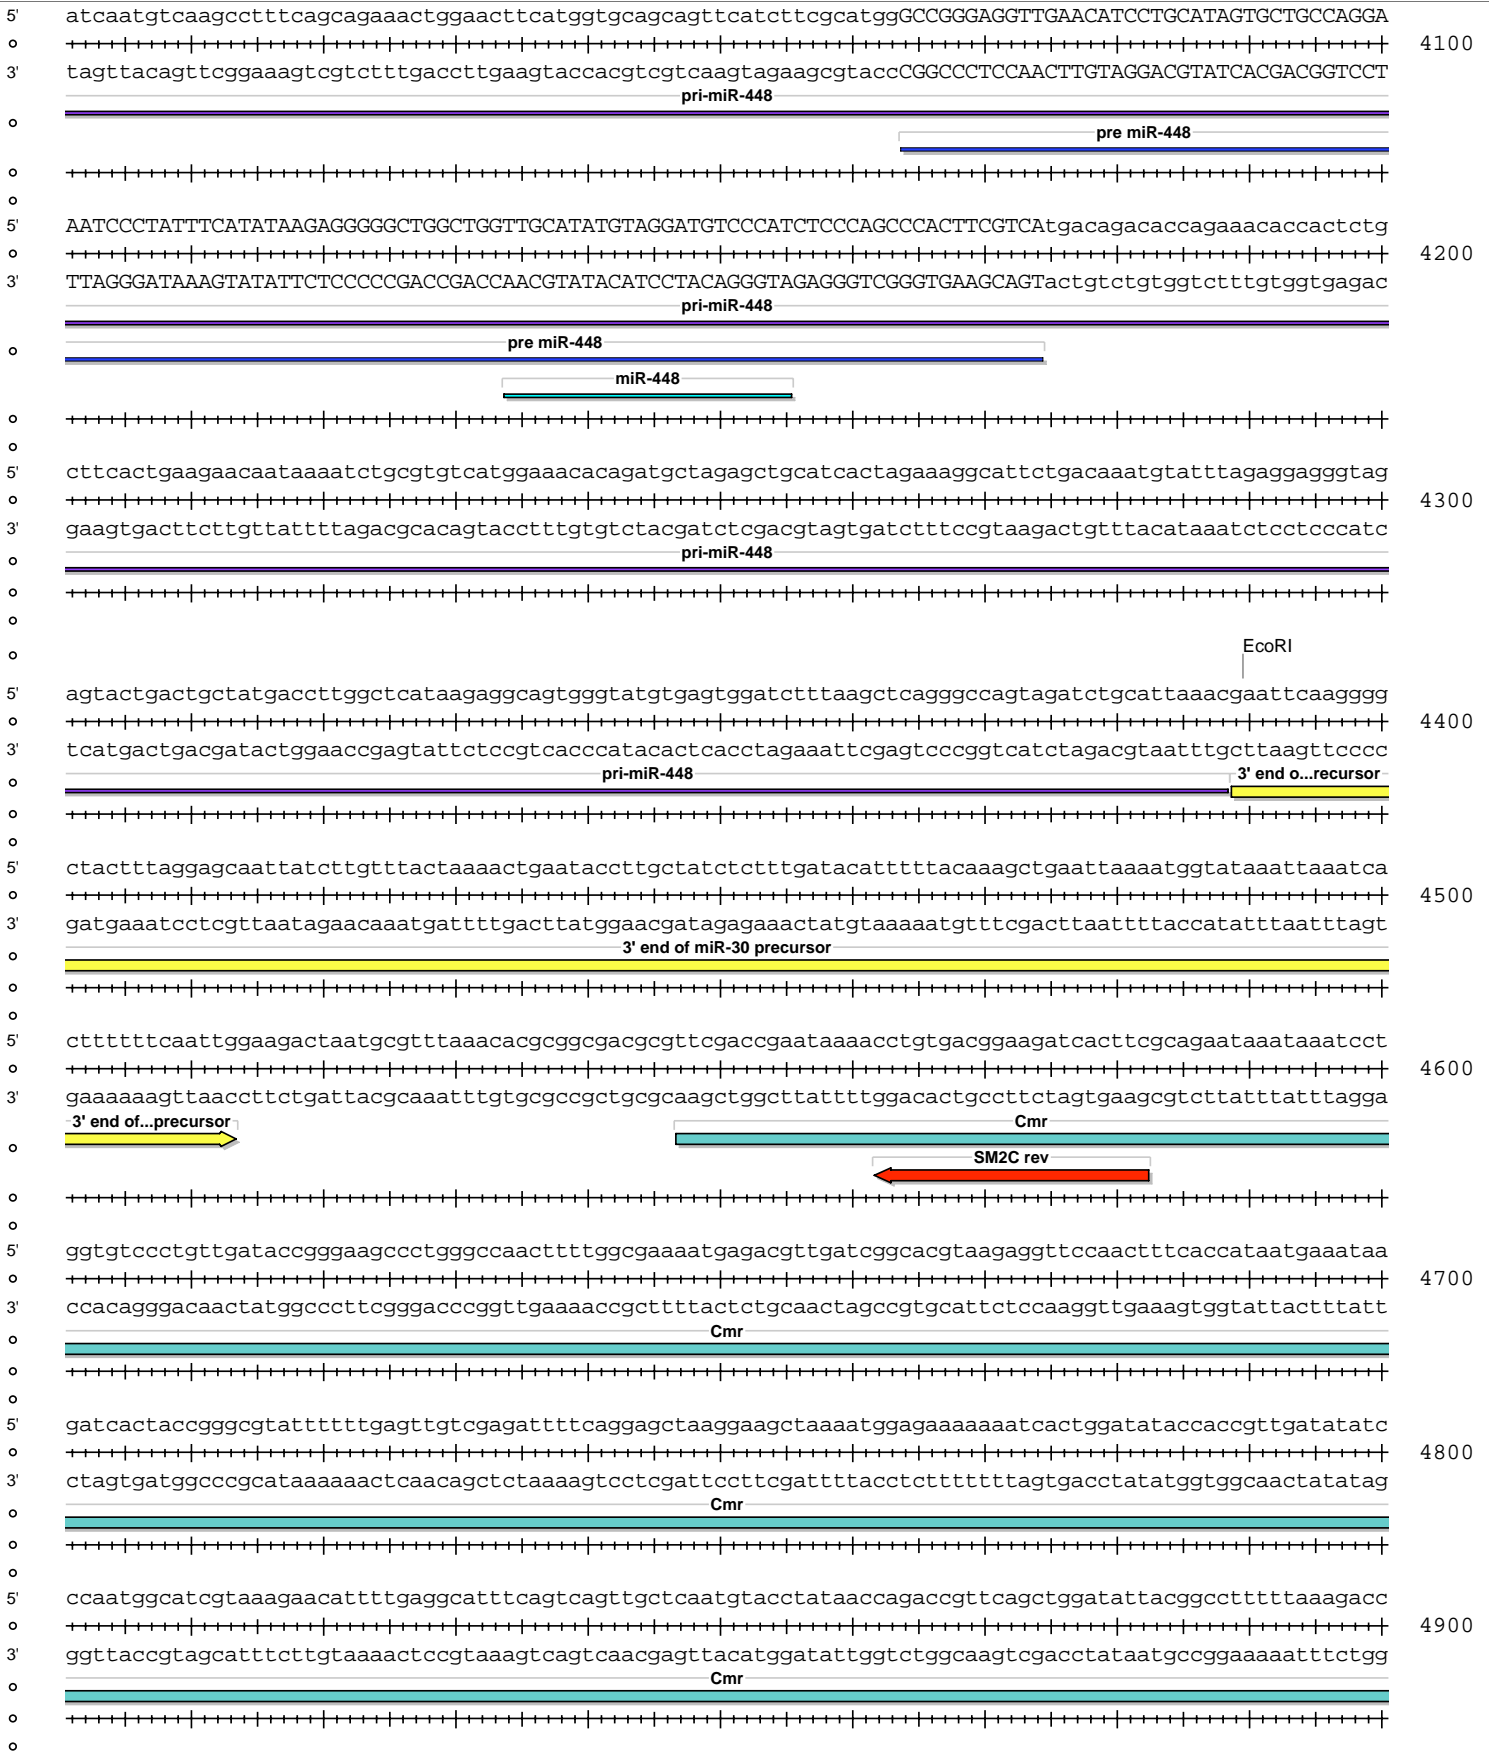 5' atcaatgtcaagcctttcagcagaaactggaacttcatggtgcagcagttcatcttcgcatggGCCGGGAGGTTGAACATCCTGCATAGTGCTGCCAGGA
4100
3' tagttacagttcggaaagtcgtctttgaccttgaagtaccacgtcgtcaagtagaagcgtaccCGGCCCTCCAACTTGTAGGACGTATCACGACGGTCCT
pri-miR-448
pre miR-448
5' AATCCCTATTTCATATAAGAGGGGGCTGGCTGGTTGCATATGTAGGATGTCCCATCTCCCAGCCCACTTCGTCAtgacagacaccagaaacaccactctg
4200
3' TTAGGGATAAAGTATATTCTCCCCCGACCGACCAACGTATACATCCTACAGGGTAGAGGGTCGGGTGAAGCAGTactgtctgtggtctttgtggtgagac
pri-miR-448
pre miR-448
miR-448
5' cttcactgaagaacaataaaatctgcgtgtcatggaaacacagatgctagagctgcatcactagaaaggcattctgacaaatgtatttagaggagggtag
4300
3' gaagtgacttcttgttattttagacgcacagtacctttgtgtctacgatctcgacgtagtgatctttccgtaagactgtttacataaatctcctcccatc
pri-miR-448
EcoRI
5' agtactgactgctatgaccttggctcataagaggcagtgggtatgtgagtggatctttaagctcagggccagtagatctgcattaaacgaattcaagggg
4400
3' tcatgactgacgatactggaaccgagtattctccgtcacccatacactcacctagaaattcgagtcccggtcatctagacgtaatttgcttaagttcccc
pri-miR-448
3' end o...recursor
5' ctactttaggagcaattatcttgtttactaaaactgaataccttgctatctctttgatacatttttacaaagctgaattaaaatggtataaattaaatca
4500
3' gatgaaatcctcgttaatagaacaaatgattttgacttatggaacgatagagaaactatgtaaaaatgtttcgacttaattttaccatatttaatttagt
3' end of miR-30 precursor
5' cttttttcaattggaagactaatgcgtttaaacacgcggcgacgcgttcgaccgaataaaacctgtgacggaagatcacttcgcagaataaataaatcct
4600
3' gaaaaaagttaaccttctgattacgcaaatttgtgcgccgctgcgcaagctggcttattttggacactgccttctagtgaagcgtcttatttatttagga
3' end of...precursor
Cmr
SM2C rev
5' ggtgtccctgttgataccgggaagccctgggccaacttttggcgaaaatgagacgttgatcggcacgtaagaggttccaactttcaccataatgaaataa
4700
3' ccacagggacaactatggcccttcgggacccggttgaaaaccgcttttactctgcaactagccgtgcattctccaaggttgaaagtggtattactttatt
Cmr
5' gatcactaccgggcgtattttttgagttgtcgagattttcaggagctaaggaagctaaaatggagaaaaaaatcactggatataccaccgttgatatatc
4800
3' ctagtgatggcccgcataaaaaactcaacagctctaaaagtcctcgattccttcgattttacctctttttttagtgacctatatggtggcaactatatag
Cmr
5' ccaatggcatcgtaaagaacattttgaggcatttcagtcagttgctcaatgtacctataaccagaccgttcagctggatattacggcctttttaaagacc
4900
3' ggttaccgtagcatttcttgtaaaactccgtaaagtcagtcaacgagttacatggatattggtctggcaagtcgacctataatgccggaaaaatttctgg
Cmr